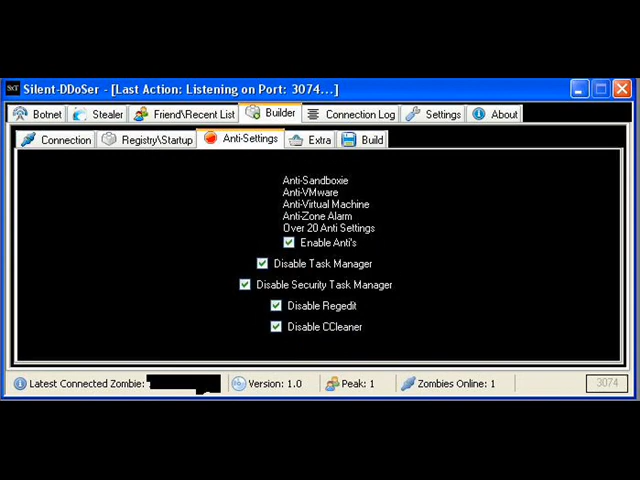 Silent-DDoSer - [Last Action: Listening on Port: 3074...]
Botnet Stealer Friend/Recent List Builder Connection Log Settings About
Connection Registry\Startup Anti-Settings Extra Build
Anti-Sandboxie
Anti-VMware
Anti-Virtual Machine
Anti-Zone Alarm
Over 20 Anti Settings
Enable Anti's
Disable Task Manager
Disable Security Task Manager
Disable Regedit
Disable CCleaner
Latest Connected Zombie: Version: 1.0 Peak: 1 Zombies Online: 1 3074